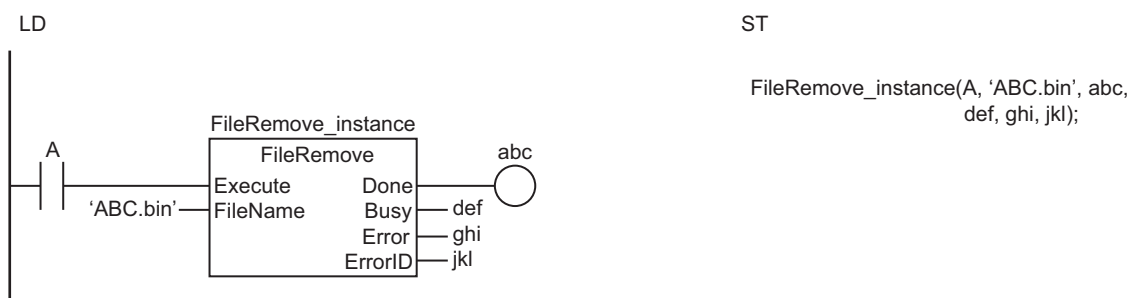 LD
ST
FileRemove_instance(A, ‘ABC.bin’, abc,
def, ghi, jkl);
FileRemove_instance
FileRemove
A
abc
Execute
Done
‘ABC.bin’
FileName
Busy
def
Error
ghi
ErrorID
jkl